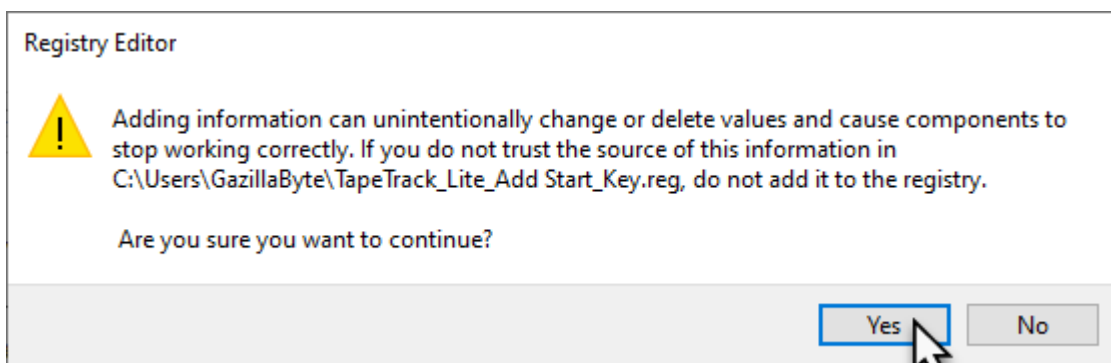 Registry Editor
!
Adding information can unintentionally change or delete values and cause components to
stop working correctly. If you do not trust the source of this information in
C:\Users\GazillaByte\TapeTrack_Lite_Add Start_Key.reg, do not add it to the registry.
Are you sure you want to continue?
Yes
No